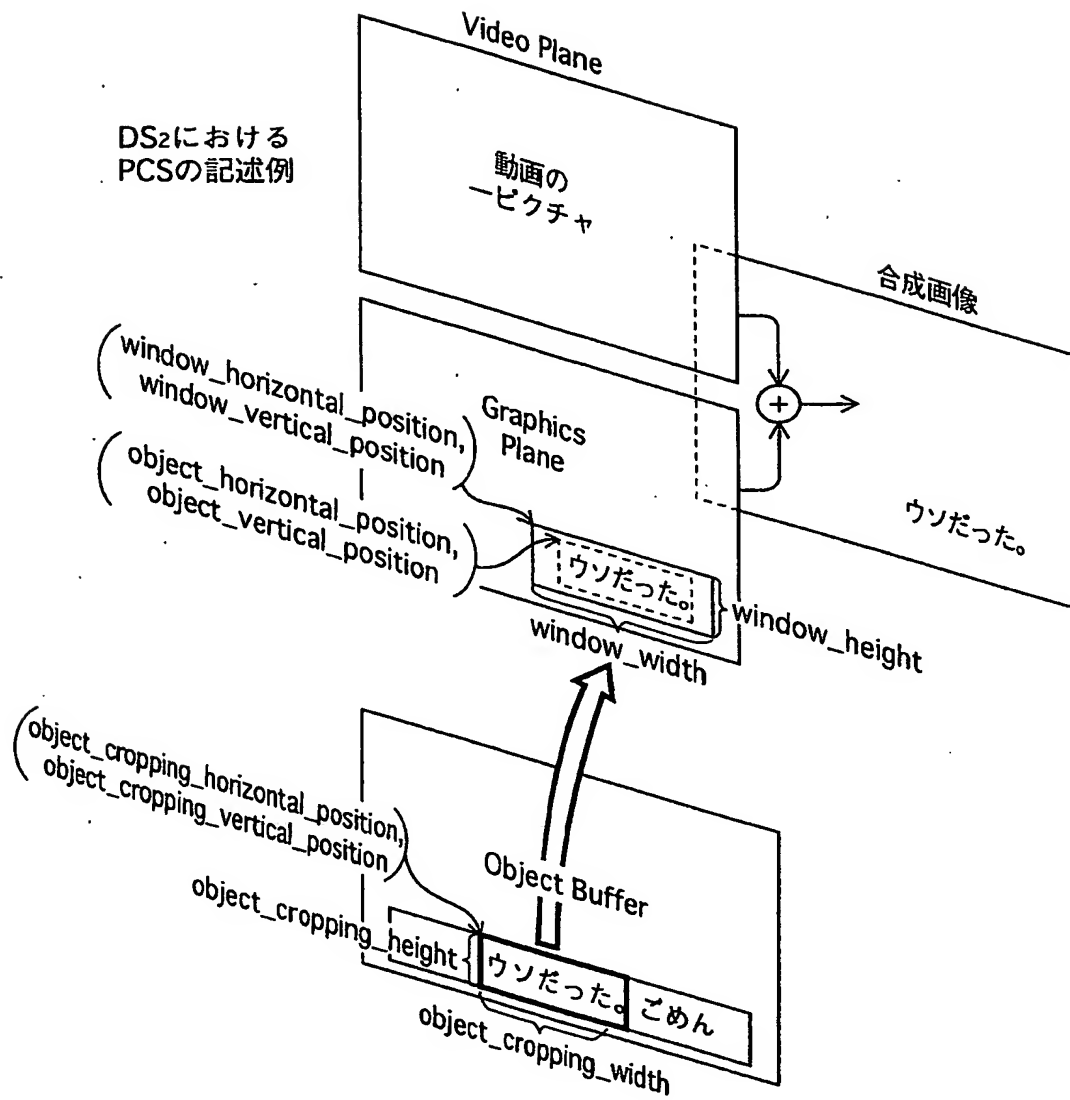 Video Plane
DS2における
PCSの記述例
動画の
一ピクチャ
合成画像
window_horizontal_position,
window_vertical_position
Graphics
Plane
object_horizontal_position,
object_vertical_position
ウソだった。
ウソだった。
window_height
window_width
object_cropping_horizontal_position,
object_cropping_vertical_position
Object Buffer
object_cropping_height
ウソだった。
ごめん
object_cropping_width